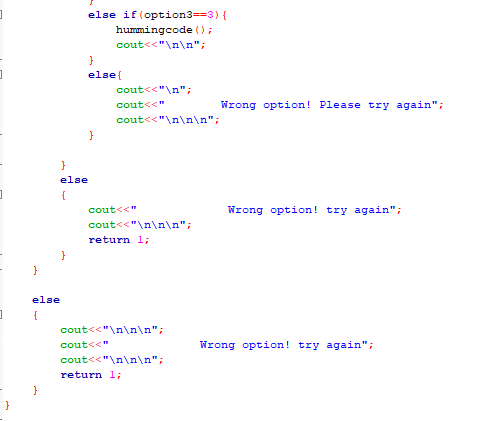 }
else if(option3==3){
hummingcode();
cout<<"\n\n";
}
else{
cout<<"\n";
cout<<"        Wrong option! Please try again";
cout<<"\n\n\n";
}
}
else
{
cout<<"             Wrong option! try again";
cout<<"\n\n\n";
return 1;
}
}
else
{
cout<<"\n\n\n";
cout<<"             Wrong option! try again";
cout<<"\n\n\n";
return 1;
}
}